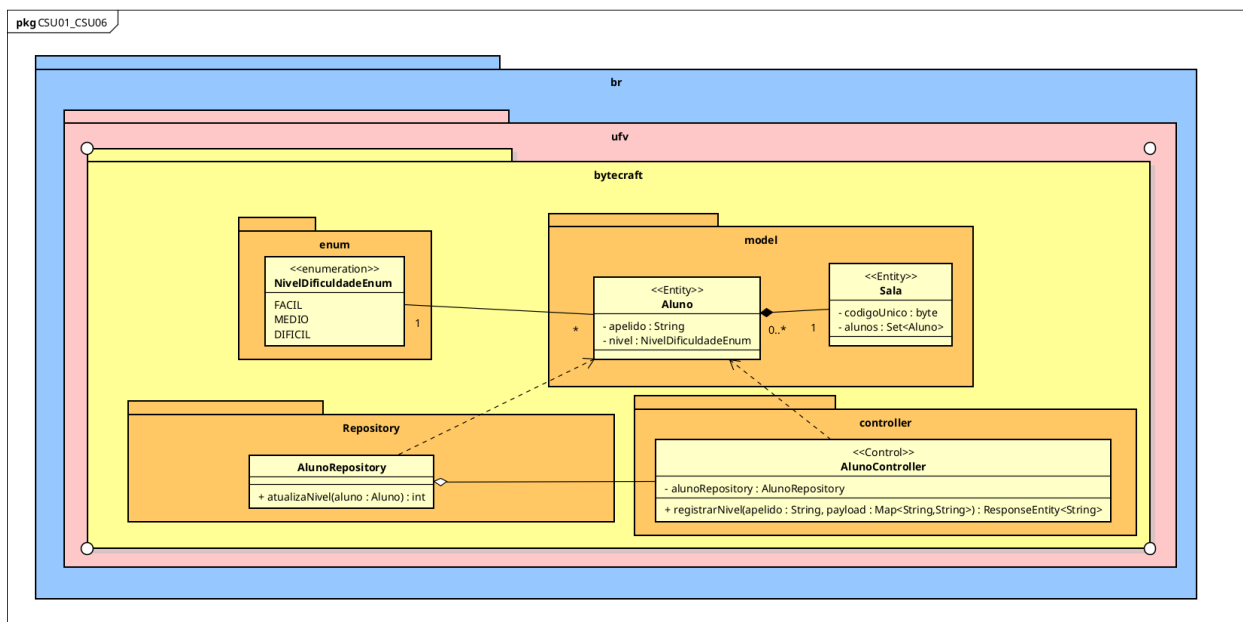 pkg CSU01_CSU06
br
ufv
bytecraft
enum
<<enumeration>>
NivelDificuldadeEnum
FACIL
MEDIO
DIFICIL
1
*
model
<<Entity>>
Aluno
- apelido : String
- nivel : NivelDificuldadeEnum
0..*
1
<<Entity>>
Sala
- codigoUnico : byte
- alunos : Set<Aluno>
Repository
AlunoRepository
+ atualizaNivel(aluno : Aluno) : int
controller
<<Control>>
AlunoController
- alunoRepository : AlunoRepository
+ registrarNivel(apelido : String, payload : Map<String,String>) : ResponseEntity<String>